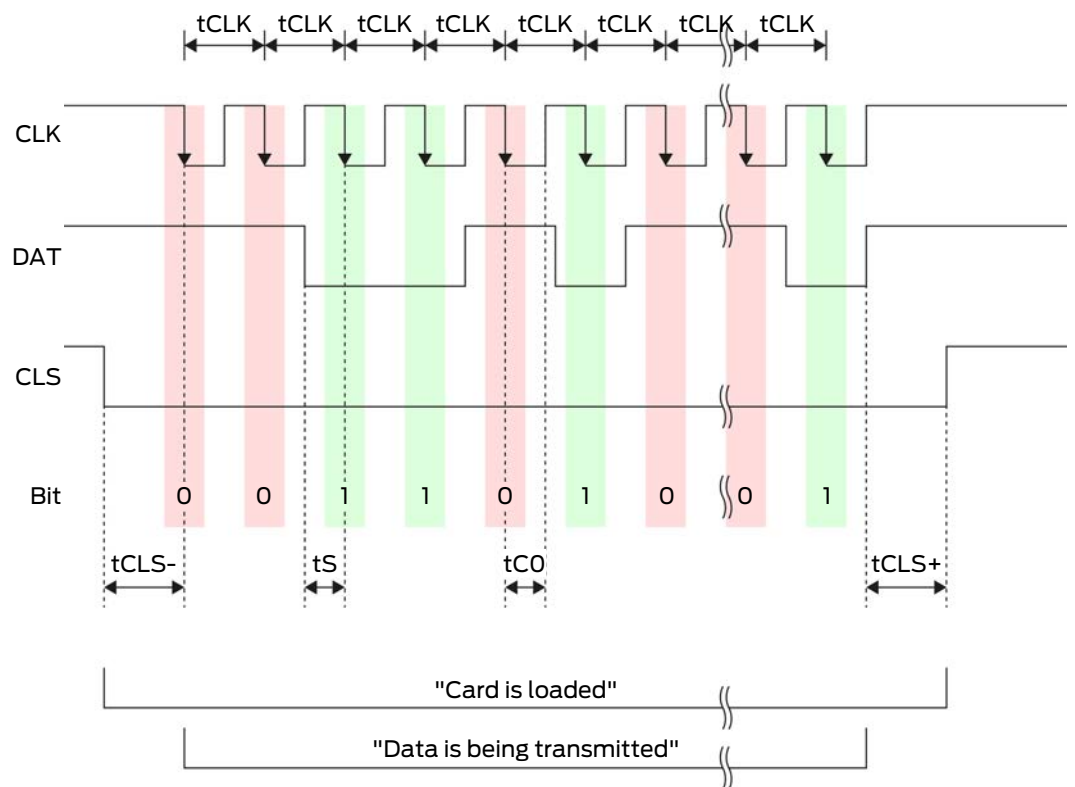 tCLK tCLK tCLK tCLK tCLK tCLK tCLK tCLK
CLK
DAT
CLS
Bit 0 0 1 1 0 1 0 0 1
tCLS- tS tC0 tCLS+
"Card is loaded"
"Data is being transmitted"